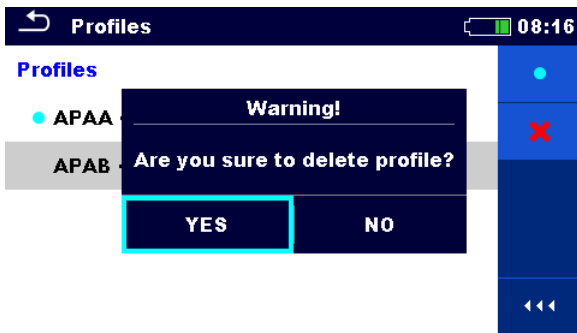 Profiles
08:16
Profiles
APAA -
Warning!
Are you sure to delete profile?
APAB -
YES
NO